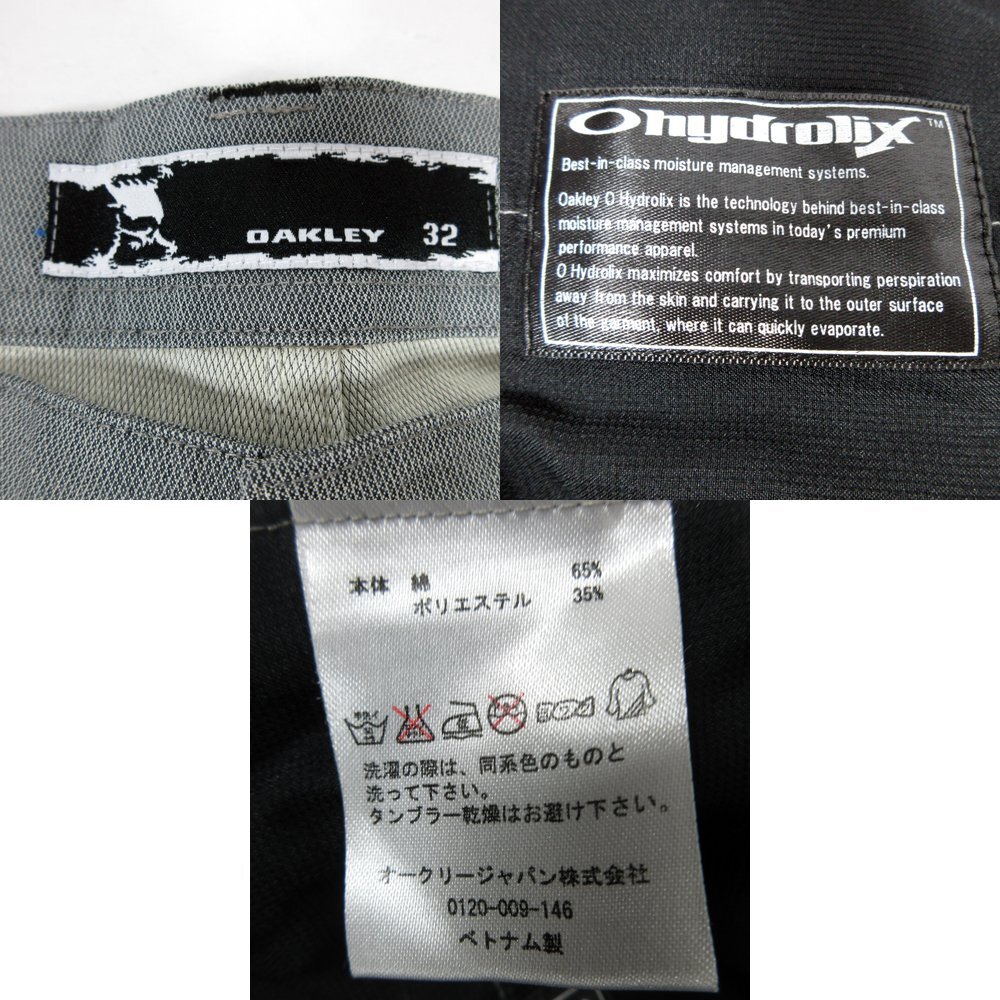 OAKLEY 32
Ohydrolix™
Best-in-class moisture management systems.
Oakley O Hydrolix is the technology behind best-in-class
moisture management systems in today's premium
performance apparel.
O Hydrolix maximizes comfort by transporting perspiration
away from the skin and carrying it to the outer surface
of the garment, where it can quickly evaporate.
本体 綿 65%
ポリエステル 35%
洗濯の際は、同系色のものと
洗って下さい。
タンブラー乾燥はお避け下さい。
オークリージャパン株式会社
0120-009-146
ベトナム製